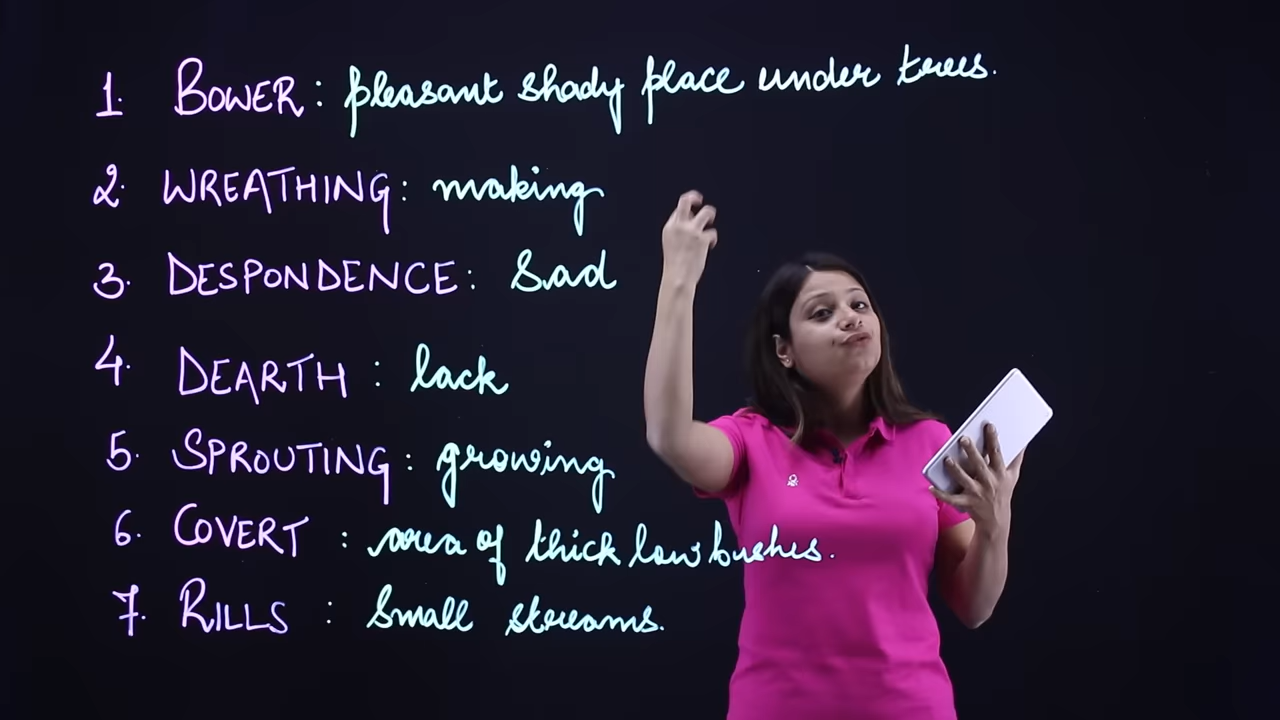 1. BOWER : pleasant shady place under trees.
2. WREATHING : making
3. DESPONDENCE : Sad
4. DEARTH : lack
5. SPROUTING : growing
6. COVERT : area of thick low bushes.
7. RILLS : Small streams.